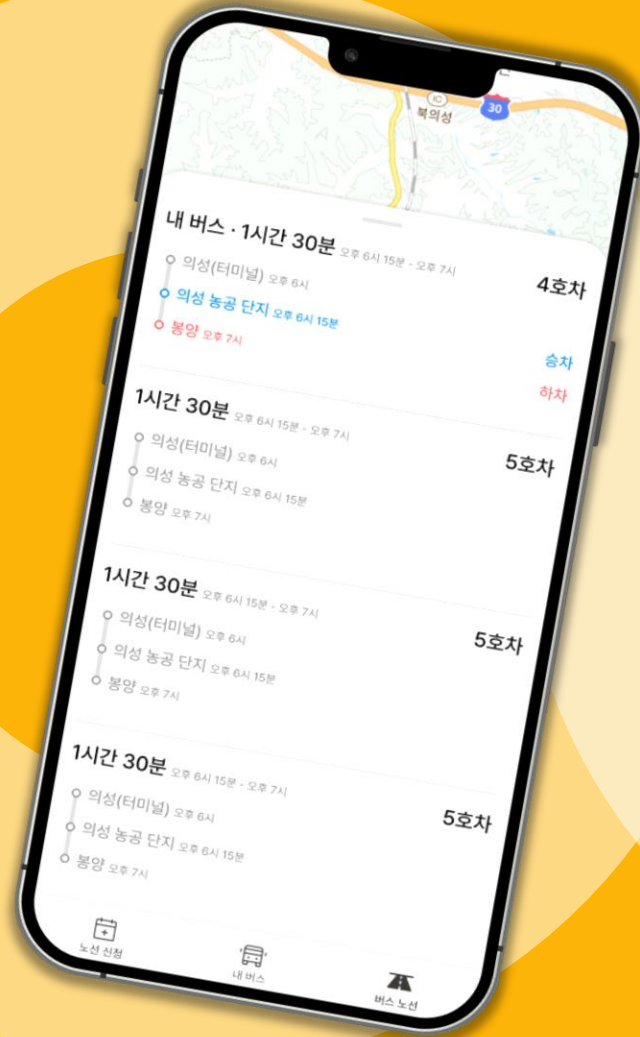 IC
30
북의성
내 버스 · 1시간 30분 오후 6시 15분 - 오후 7시
4호차
의성(터미널) 오후 6시
의성 농공 단지 오후 6시 15분
승차
봉양 오후 7시
하차
1시간 30분 오후 6시 15분 - 오후 7시
5호차
의성(터미널) 오후 6시
의성 농공 단지 오후 6시 15분
봉양 오후 7시
1시간 30분 오후 6시 15분 - 오후 7시
5호차
의성(터미널) 오후 6시
의성 농공 단지 오후 6시 15분
봉양 오후 7시
1시간 30분 오후 6시 15분 - 오후 7시
5호차
의성(터미널) 오후 6시
의성 농공 단지 오후 6시 15분
봉양 오후 7시
노선 신청
내 버스
버스 노선